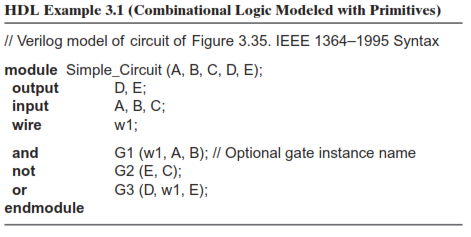 HDL Example 3.1 (Combinational Logic Modeled with Primitives)
// Verilog model of circuit of Figure 3.35. IEEE 1364–1995 Syntax
module Simple_Circuit (A, B, C, D, E);
output D, E;
input A, B, C;
wire w1;
and G1 (w1, A, B); // Optional gate instance name
not G2 (E, C);
or G3 (D, w1, E);
endmodule